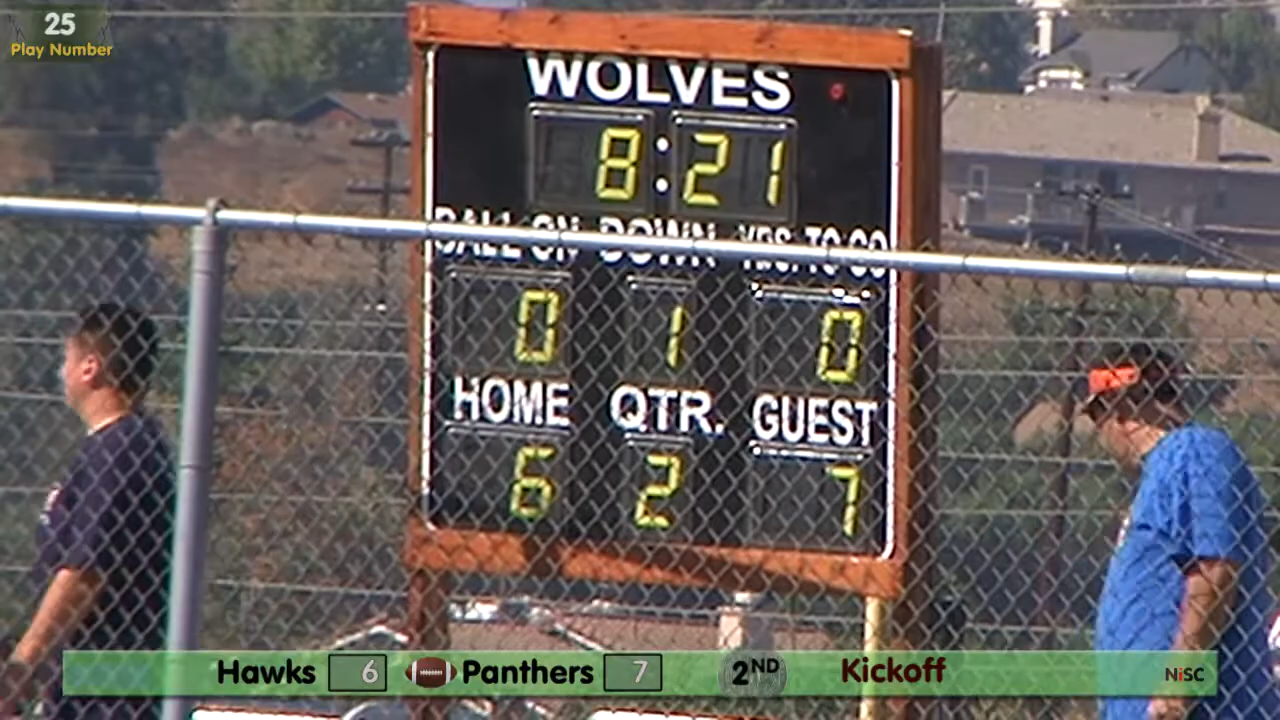 25
Play Number
WOLVES
8:21
BALL ON DOWN YDS. TO GO
0 1 0
HOME QTR. GUEST
6 2 7
Hawks 6 Panthers 7 2ND Kickoff NiSC